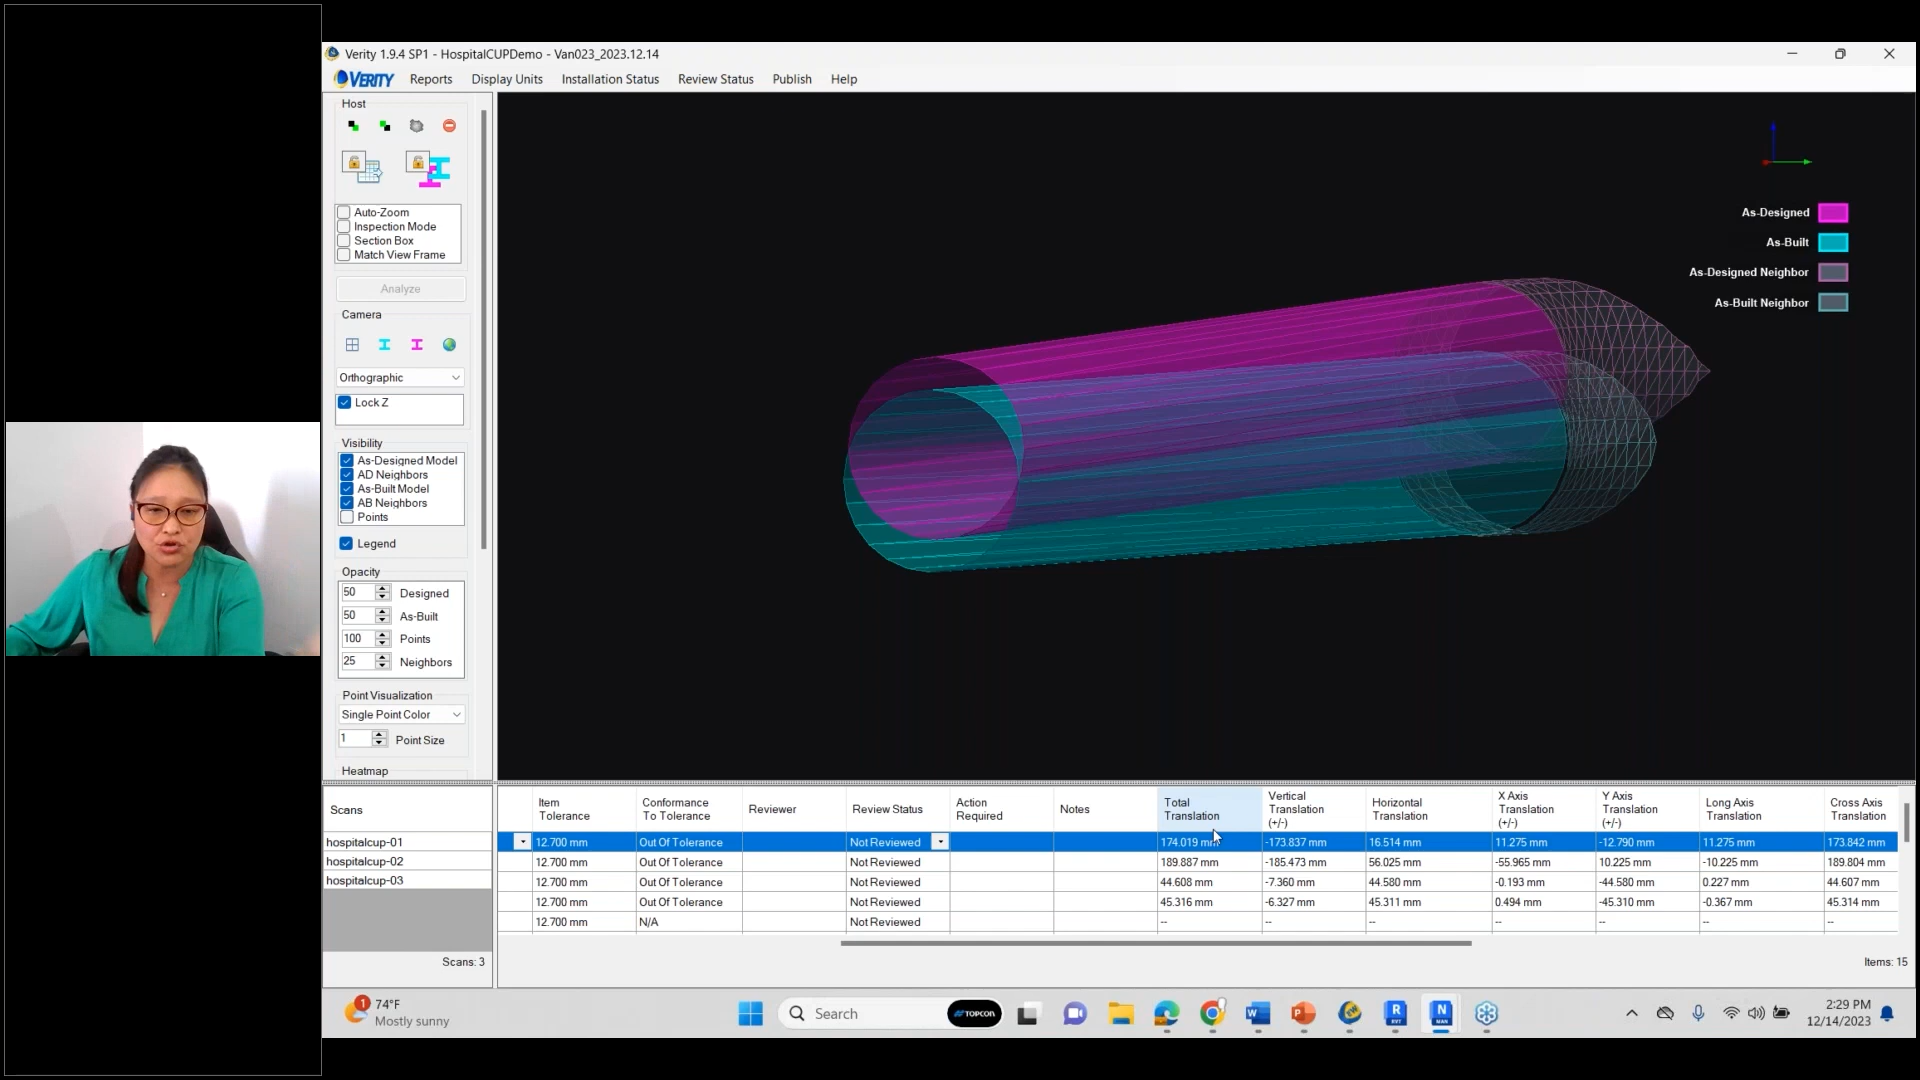 Verity 1.9.4 SP1 - HospitalCUPDemo - Van023_2023.12.14
VERITY Reports Display Units Installation Status Review Status Publish Help
Host
Auto-Zoom
Inspection Mode
Section Box
Match View Frame
Analyze
Camera
Orthographic
Lock Z
Visibility
As-Designed Model
AD Neighbors
As-Built Model
AB Neighbors
Points
Legend
Opacity
50 Designed
50 As-Built
100 Points
25 Neighbors
Point Visualization
Single Point Color
1 Point Size
Heatmap
As-Designed
As-Built
As-Designed Neighbor
As-Built Neighbor
Scans
hospitalcup-01
hospitalcup-02
hospitalcup-03
Scans: 3
Item Tolerance Conformance To Tolerance Reviewer Review Status Action Required Notes Total Translation Vertical Translation (+/-) Horizontal Translation X Axis Translation (+/-) Y Axis Translation (+/-) Long Axis Translation Cross Axis Translation
12.700 mm Out Of Tolerance Not Reviewed 174.019 mm -173.837 mm 16.514 mm 11.275 mm -12.790 mm 11.275 mm 173.842 mm
12.700 mm Out Of Tolerance Not Reviewed 189.887 mm -185.473 mm 56.025 mm -55.965 mm 10.225 mm -10.225 mm 189.804 mm
12.700 mm Out Of Tolerance Not Reviewed 44.608 mm -7.360 mm 44.580 mm -0.193 mm -44.580 mm 0.227 mm 44.607 mm
12.700 mm Out Of Tolerance Not Reviewed 45.316 mm -6.327 mm 45.311 mm 0.494 mm -45.310 mm -0.367 mm 45.314 mm
12.700 mm N/A Not Reviewed -- -- -- -- -- -- --
Items: 15
1
74°F
Mostly sunny
Search
TOPCON
2:29 PM
12/14/2023